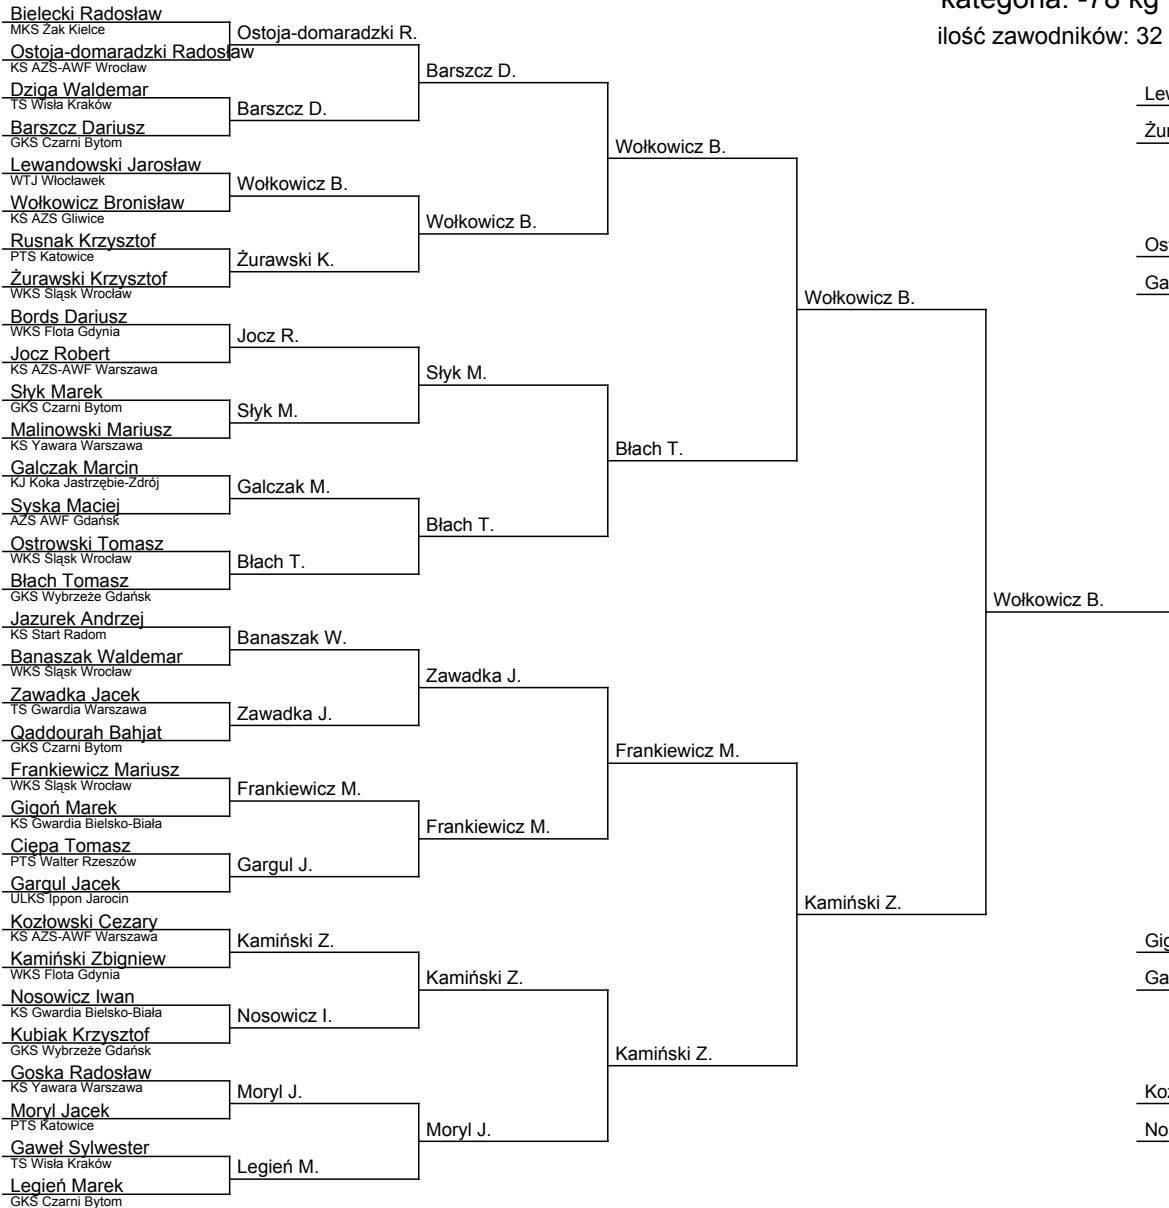 kategoria: -78 kg
ilość zawodników: 32
Bielecki Radosław
MKS Żak Kielce
Ostoja-domaradzki Radosław
KS AZS-AWF Wrocław
Dziga Waldemar
TS Wisła Kraków
Barszcz Dariusz
GKS Czarni Bytom
Lewandowski Jarosław
WTJ Włocławek
Wołkowicz Bronisław
KS AZS Gliwice
Rusnak Krzysztof
PTS Katowice
Żurawski Krzysztof
WKS Śląsk Wrocław
Bords Dariusz
WKS Flota Gdynia
Jocz Robert
KS AZS-AWF Warszawa
Słyk Marek
GKS Czarni Bytom
Malinowski Mariusz
KS Yawara Warszawa
Galczak Marcin
KJ Koka Jastrzębie-Zdrój
Syska Maciej
AZS AWF Gdańsk
Ostrowski Tomasz
WKS Śląsk Wrocław
Błach Tomasz
GKS Wybrzeże Gdańsk
Jazurek Andrzej
KS Start Radom
Banaszak Waldemar
WKS Śląsk Wrocław
Zawadka Jacek
TS Gwardia Warszawa
Qaddourah Bahjat
GKS Czarni Bytom
Frankiewicz Mariusz
WKS Śląsk Wrocław
Gigoń Marek
KS Gwardia Bielsko-Biała
Ciępa Tomasz
PTS Walter Rzeszów
Gargul Jacek
ULKS Ippon Jarocin
Kozłowski Cezary
KS AZS-AWF Warszawa
Kamiński Zbigniew
WKS Flota Gdynia
Nosowicz Iwan
KS Gwardia Bielsko-Biała
Kubiak Krzysztof
GKS Wybrzeże Gdańsk
Goska Radosław
KS Yawara Warszawa
Moryl Jacek
PTS Katowice
Gaweł Sylwester
TS Wisła Kraków
Legień Marek
GKS Czarni Bytom
Ostoja-domaradzki R.
Barszcz D.
Wołkowicz B.
Żurawski K.
Jocz R.
Słyk M.
Galczak M.
Błach T.
Banaszak W.
Zawadka J.
Frankiewicz M.
Gargul J.
Kamiński Z.
Nosowicz I.
Moryl J.
Legień M.
Barszcz D.
Wołkowicz B.
Słyk M.
Błach T.
Zawadka J.
Frankiewicz M.
Kamiński Z.
Moryl J.
Wołkowicz B.
Błach T.
Frankiewicz M.
Kamiński Z.
Wołkowicz B.
Kamiński Z.
Wołkowicz B.